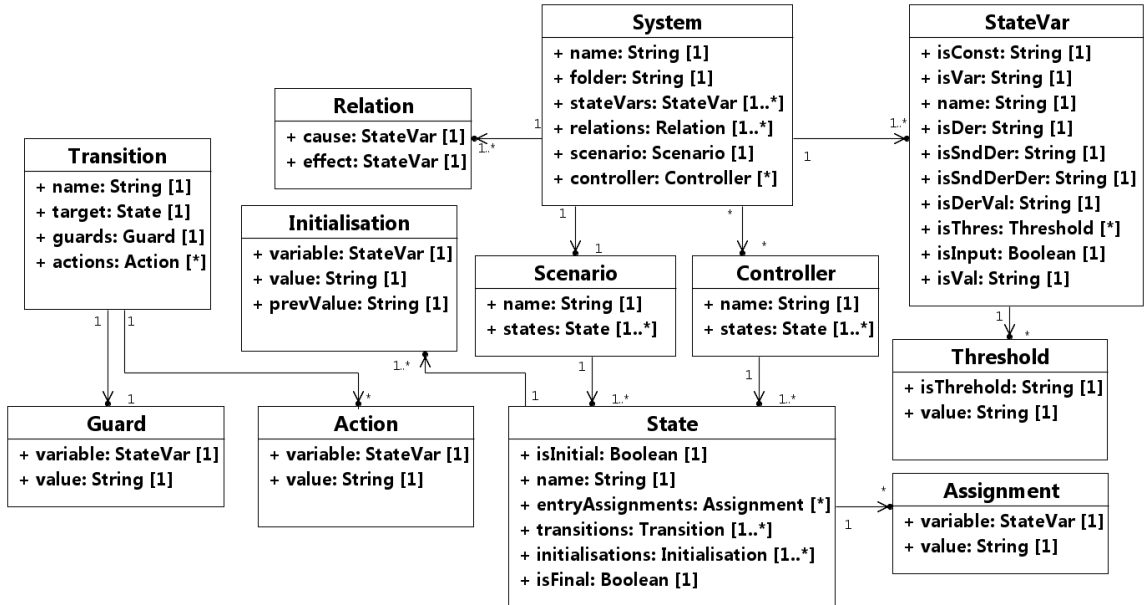 System
+ name: String [1]
+ folder: String [1]
+ stateVars: StateVar [1..*]
+ relations: Relation [1..*]
+ scenario: Scenario [1]
+ controller: Controller [*]
StateVar
+ isConst: String [1]
+ isVar: String [1]
+ name: String [1]
+ isDer: String [1]
+ isSndDer: String [1]
+ isSndDerDer: String [1]
+ isDerVal: String [1]
+ isThres: Threshold [*]
+ isInput: Boolean [1]
+ isVal: String [1]
Relation
+ cause: StateVar [1]
+ effect: StateVar [1]
1
1..*
1
1..*
Transition
+ name: String [1]
+ target: State [1]
+ guards: Guard [1]
+ actions: Action [*]
Initialisation
+ variable: StateVar [1]
+ value: String [1]
+ prevValue: String [1]
1
1
*
*
Scenario
+ name: String [1]
+ states: State [1..*]
Controller
+ name: String [1]
+ states: State [1..*]
1
*
Threshold
+ isThrehold: String [1]
+ value: String [1]
1
1
1
*
1..*
1
1
1..*
1
1..*
Guard
+ variable: StateVar [1]
+ value: String [1]
Action
+ variable: StateVar [1]
+ value: String [1]
State
+ isInitial: Boolean [1]
+ name: String [1]
+ entryAssignments: Assignment [*]
+ transitions: Transition [1..*]
+ initialisations: Initialisation [1..*]
+ isFinal: Boolean [1]
1
*
Assignment
+ variable: StateVar [1]
+ value: String [1]